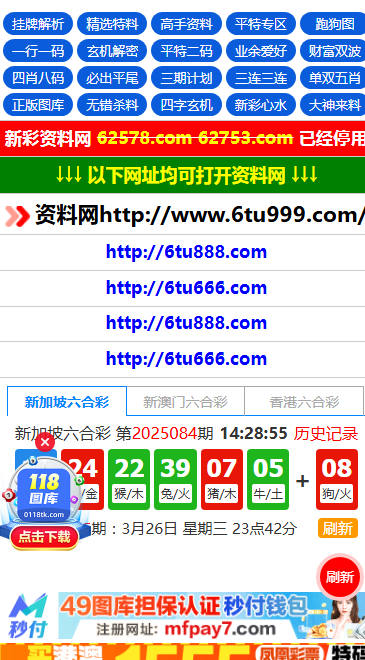 挂牌解析 精选特料 高手资料 平特专区 跑狗图
一行一码 玄机解密 平特二码 业余爱好 财富双波
四肖八码 必出平尾 三期计划 三连三连 单双五肖
正版图库 无错杀料 四字玄机 新彩心水 大神来料
新彩资料网 62578.com 62753.com 已经停用
↓↓↓ 以下网址均可打开资料网 ↓↓↓
资料网http://www.6tu999.com/
http://6tu888.com
http://6tu666.com
http://6tu888.com
http://6tu666.com
新加坡六合彩 新澳门六合彩 香港六合彩
新加坡六合彩 第2025084期 14:28:55 历史记录
24 22 39 07 05 + 08
/金 猴/木 兔/火 猪/木 牛/土 狗/火
118
图库
0118tk.com
点击下载
期：3月26日 星期三 23点42分 刷新
刷新
秒付
49图库担保认证 秒付钱包
注册网址: mfpay7.com